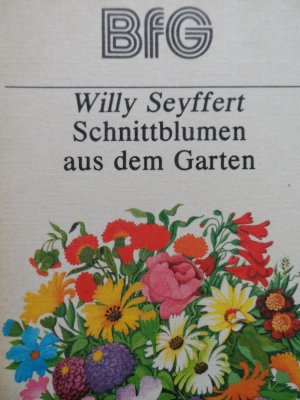 BfG
Willy Seyffert
Schnittblumen
aus dem Garten